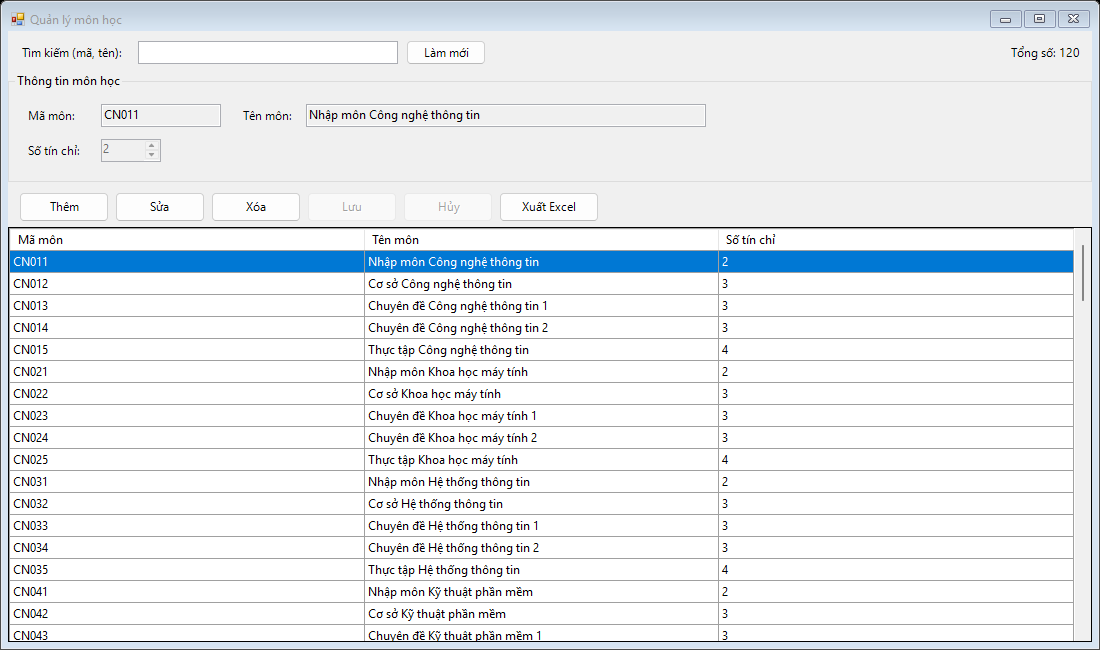 Quản lý môn học
Tìm kiếm (mã, tên): Làm mới Tổng số: 120
Thông tin môn học
Mã môn: CN011 Tên môn: Nhập môn Công nghệ thông tin
Số tín chỉ: 2
Thêm Sửa Xóa Lưu Hủy Xuất Excel
Mã môn Tên môn Số tín chỉ
CN011 Nhập môn Công nghệ thông tin 2
CN012 Cơ sở Công nghệ thông tin 3
CN013 Chuyên đề Công nghệ thông tin 1 3
CN014 Chuyên đề Công nghệ thông tin 2 3
CN015 Thực tập Công nghệ thông tin 4
CN021 Nhập môn Khoa học máy tính 2
CN022 Cơ sở Khoa học máy tính 3
CN023 Chuyên đề Khoa học máy tính 1 3
CN024 Chuyên đề Khoa học máy tính 2 3
CN025 Thực tập Khoa học máy tính 4
CN031 Nhập môn Hệ thống thông tin 2
CN032 Cơ sở Hệ thống thông tin 3
CN033 Chuyên đề Hệ thống thông tin 1 3
CN034 Chuyên đề Hệ thống thông tin 2 3
CN035 Thực tập Hệ thống thông tin 4
CN041 Nhập môn Kỹ thuật phần mềm 2
CN042 Cơ sở Kỹ thuật phần mềm 3
CN043 Chuyên đề Kỹ thuật phần mềm 1 3